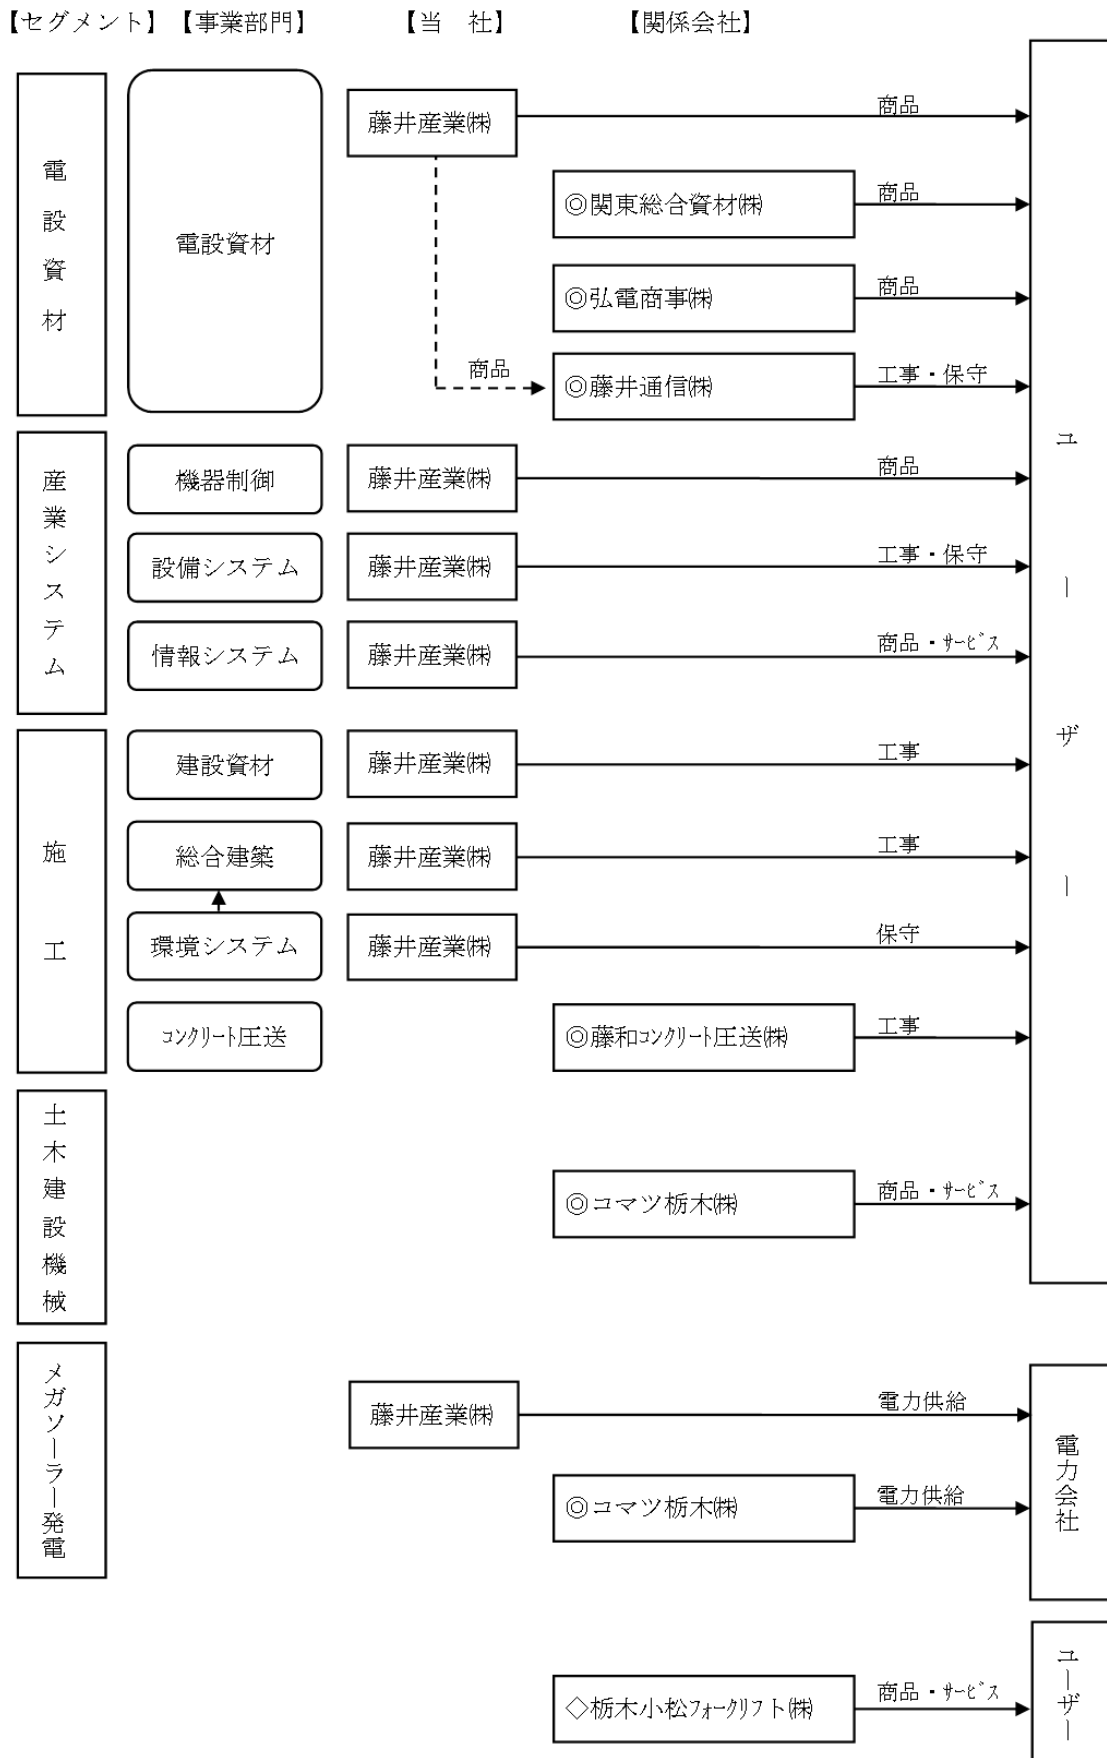 【セグメント】【事業部門】 【当 社】 【関係会社】
電設資材
電設資材
藤井産業㈱
商品
◎関東総合資材㈱
商品
◎弘電商事㈱
商品
商品
◎藤井通信㈱
工事・保守
産業システム
機器制御
藤井産業㈱
商品
設備システム
藤井産業㈱
工事・保守
情報システム
藤井産業㈱
商品・ｻｰﾋﾞｽ
施工
建設資材
藤井産業㈱
工事
総合建築
藤井産業㈱
工事
環境システム
藤井産業㈱
保守
ｺﾝｸﾘｰﾄ圧送
◎藤和ｺﾝｸﾘｰﾄ圧送㈱
工事
土木建設機械
◎コマツ栃木㈱
商品・ｻｰﾋﾞｽ
ユーザー
メガソーラー発電
藤井産業㈱
電力供給
◎コマツ栃木㈱
電力供給
電力会社
◇栃木小松ﾌｫｰｸﾘﾌﾄ㈱
商品・ｻｰﾋﾞｽ
ユーザー